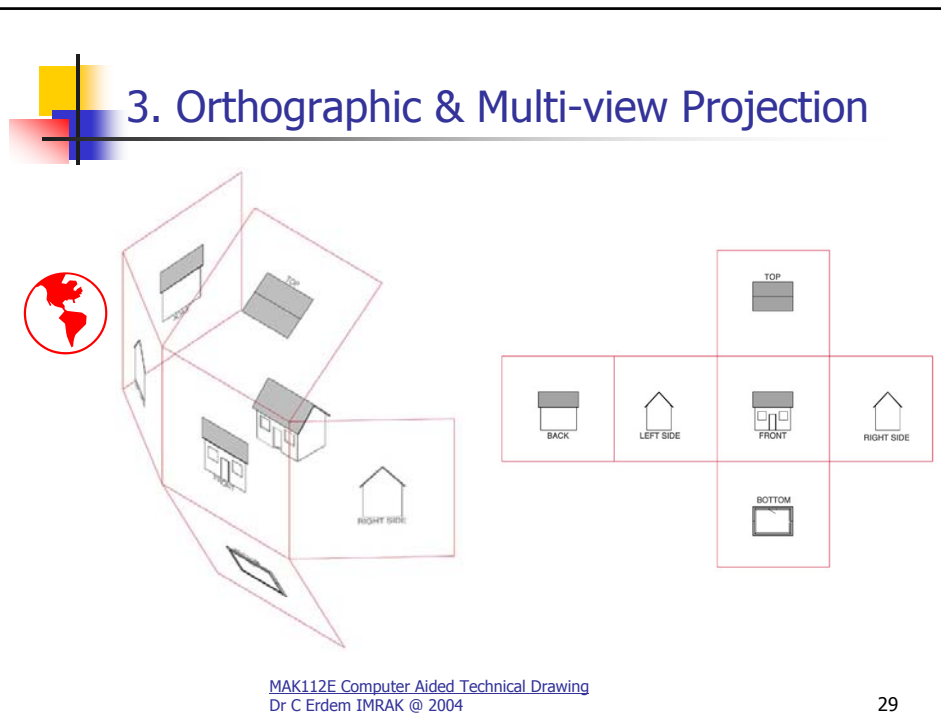 3. Orthographic & Multi-view Projection
TOP
RIGHT SIDE
TOP
BACK
LEFT SIDE
FRONT
RIGHT SIDE
BOTTOM
MAK112E Computer Aided Technical Drawing
Dr C Erdem IMRAK @ 2004
29